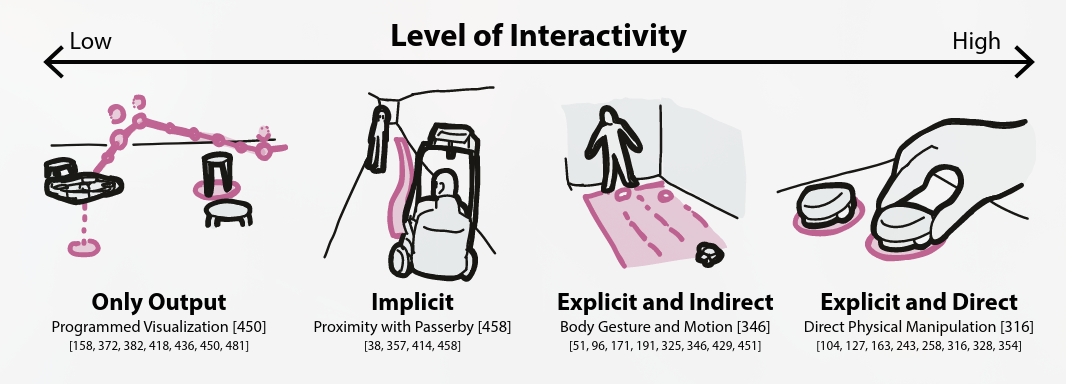 Level of Interactivity
Low
High
Only Output
Programmed Visualization [450]
[158, 372, 382, 418, 436, 450, 481]
Implicit
Proximity with Passerby [458]
[38, 357, 414, 458]
Explicit and Indirect
Body Gesture and Motion [346]
[51, 96, 171, 191, 325, 346, 429, 451]
Explicit and Direct
Direct Physical Manipulation [316]
[104, 127, 163, 243, 258, 316, 328, 354]